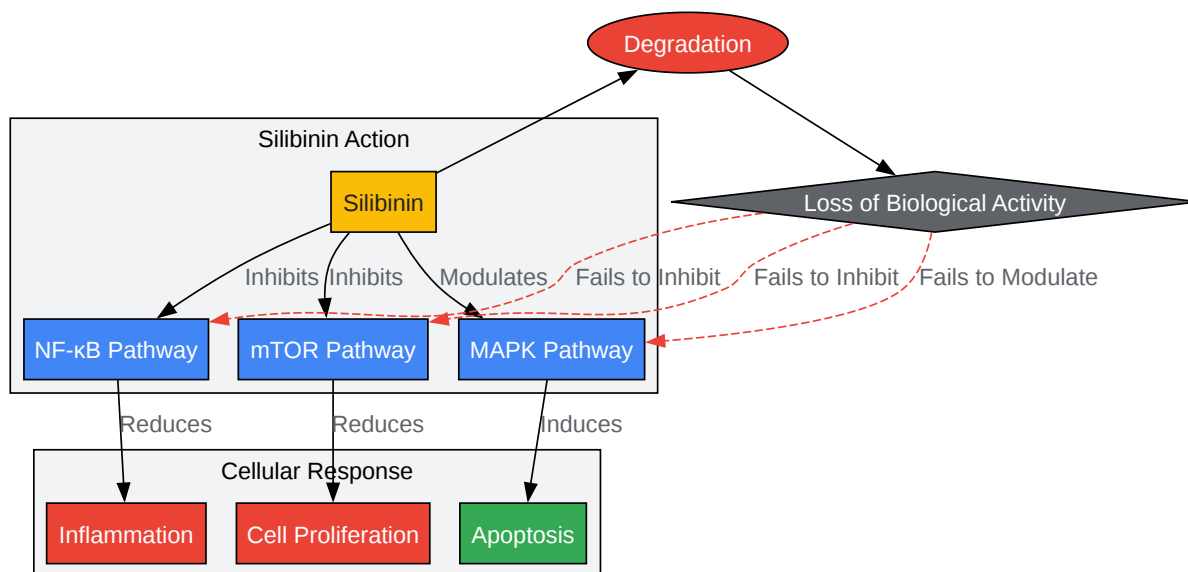 Degradation
Silibinin Action
Silibinin
Loss of Biological Activity
Inhibits
Inhibits
Modulates
Fails to Inhibit
Fails to Inhibit
Fails to Modulate
NF-κB Pathway
mTOR Pathway
MAPK Pathway
Reduces
Reduces
Induces
Cellular Response
Inflammation
Cell Proliferation
Apoptosis